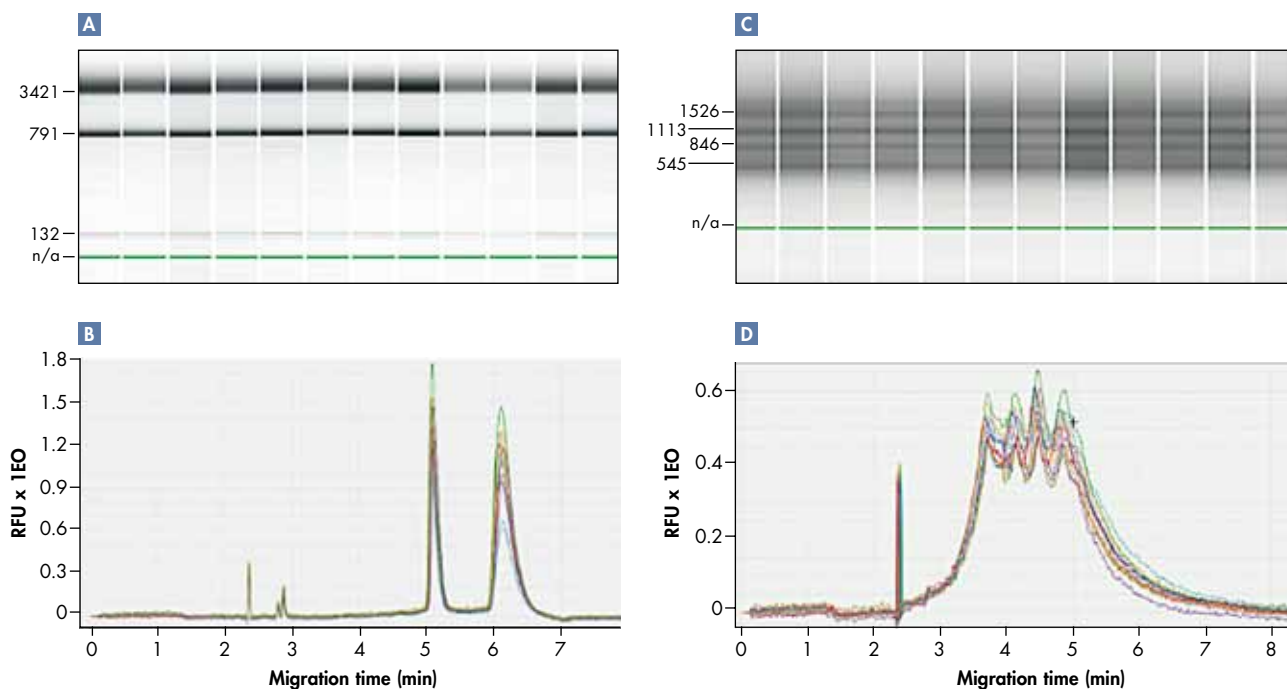 A
3421
791
132
n/a
B
1.8
1.5
1.2
0.9
0.6
0.3
0
RFU x 1EO
0 1 2 3 4 5 6 7
Migration time (min)
C
1526
1113
846
545
n/a
D
0.6
0.4
0.2
0
RFU x 1EO
0 1 2 3 4 5 6 7 8
Migration time (min)